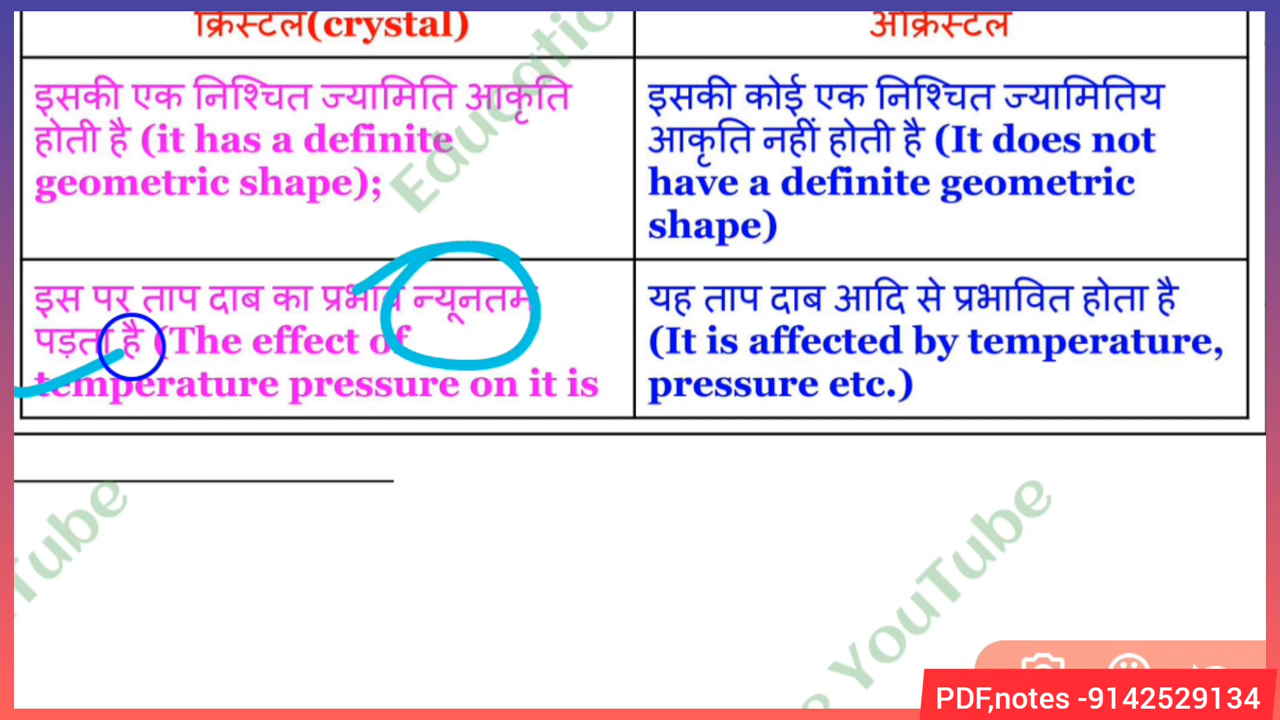 क्रिस्टल(crystal)
अक्रिस्टल
इसकी एक निश्चित ज्यामिति आकृति
होती है (it has a definite
geometric shape);
इसकी कोई एक निश्चित ज्यामितिय
आकृति नहीं होती है (It does not
have a definite geometric
shape)
इस पर ताप दाब का प्रभाव न्यूनतम
पड़ता है (The effect of
temperature pressure on it is
यह ताप दाब आदि से प्रभावित होता है
(It is affected by temperature,
pressure etc.)
Educatio
Tube
YouTube
PDF,notes -9142529134